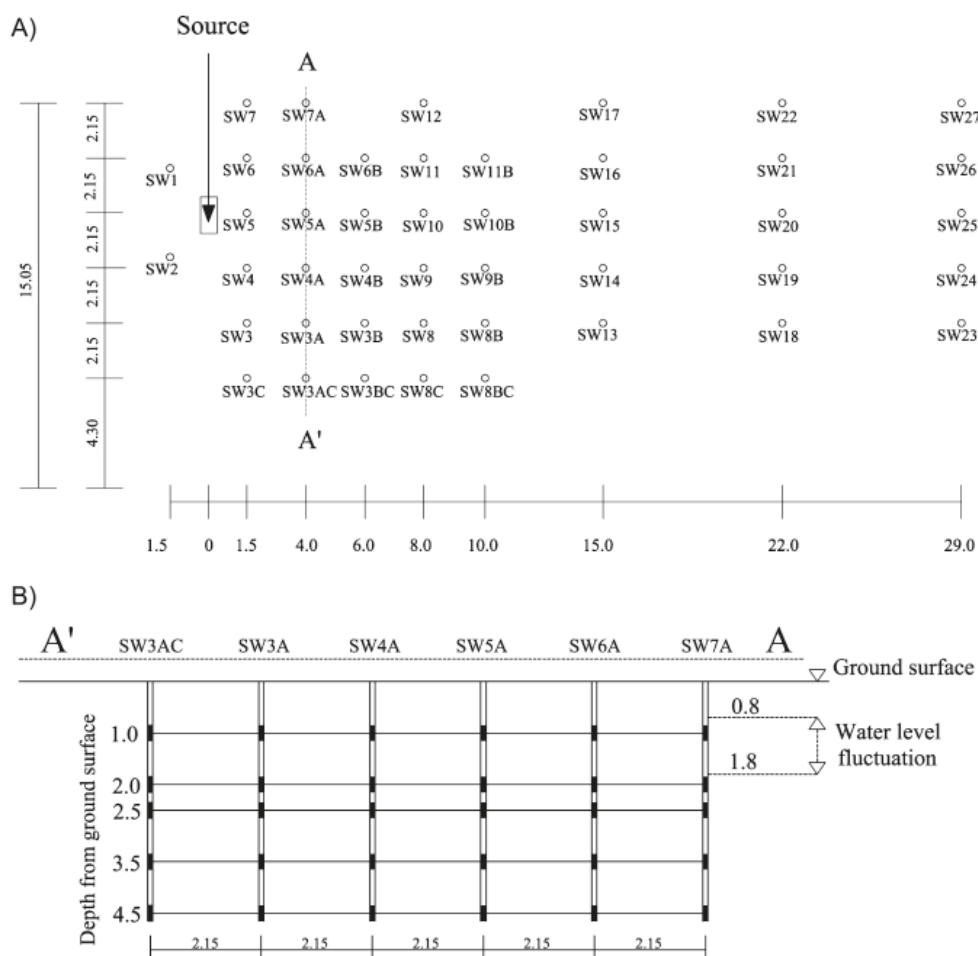 A)
Source
A
SW7 SW7A SW12 SW17 SW22 SW27
SW1
SW6 SW6A SW6B SW11 SW11B SW16 SW21 SW26
SW5 SW5A SW5B SW10 SW10B SW15 SW20 SW25
SW2
SW4 SW4A SW4B SW9 SW9B SW14 SW19 SW24
SW3 SW3A SW3B SW8 SW8B SW13 SW18 SW23
SW3C SW3AC SW3BC SW8C SW8BC
A'
15.05
2.15
2.15
2.15
2.15
2.15
4.30
1.5 0 1.5 4.0 6.0 8.0 10.0 15.0 22.0 29.0
B)
A' SW3AC SW3A SW4A SW5A SW6A SW7A A
Ground surface
0.8
Water level
fluctuation
1.8
Depth from ground surface
1.0
2.0
2.5
3.5
4.5
2.15 2.15 2.15 2.15 2.15